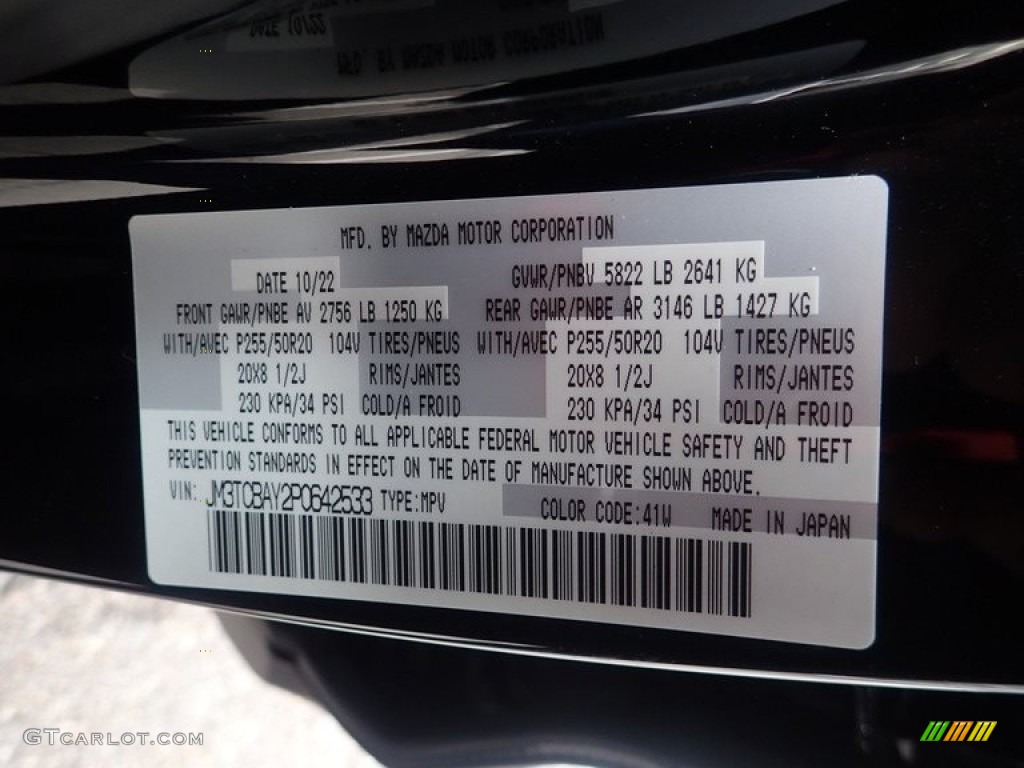 MFD. BY MAZDA MOTOR CORPORATION
DATE 10/22 GVWR/PNBV 5822 LB 2641 KG
FRONT GAWR/PNBE AV 2756 LB 1250 KG REAR GAWR/PNBE AR 3146 LB 1427 KG
WITH/AVEC P255/50R20 104V TIRES/PNEUS WITH/AVEC P255/50R20 104V TIRES/PNEUS
20X8 1/2J RIMS/JANTES 20X8 1/2J RIMS/JANTES
230 KPA/34 PSI COLD/A FROID 230 KPA/34 PSI COLD/A FROID
THIS VEHICLE CONFORMS TO ALL APPLICABLE FEDERAL MOTOR VEHICLE SAFETY AND THEFT
PREVENTION STANDARDS IN EFFECT ON THE DATE OF MANUFACTURE SHOWN ABOVE.
VIN: JM3TCBAY2P0642533 TYPE:MPV COLOR CODE:41W MADE IN JAPAN
GTCARLOT.COM